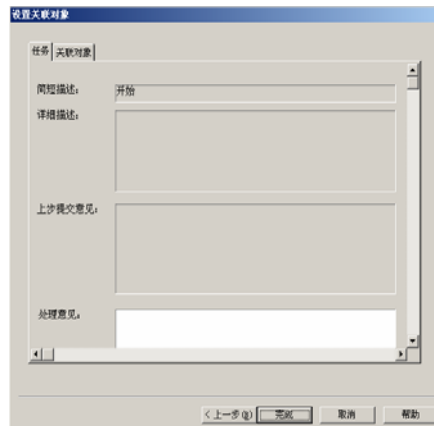 设置关联对象
任务 关联对象
简短描述: 开始
详细描述:
上步提交意见:
处理意见:
< 上一步(B) 完成 取消 帮助